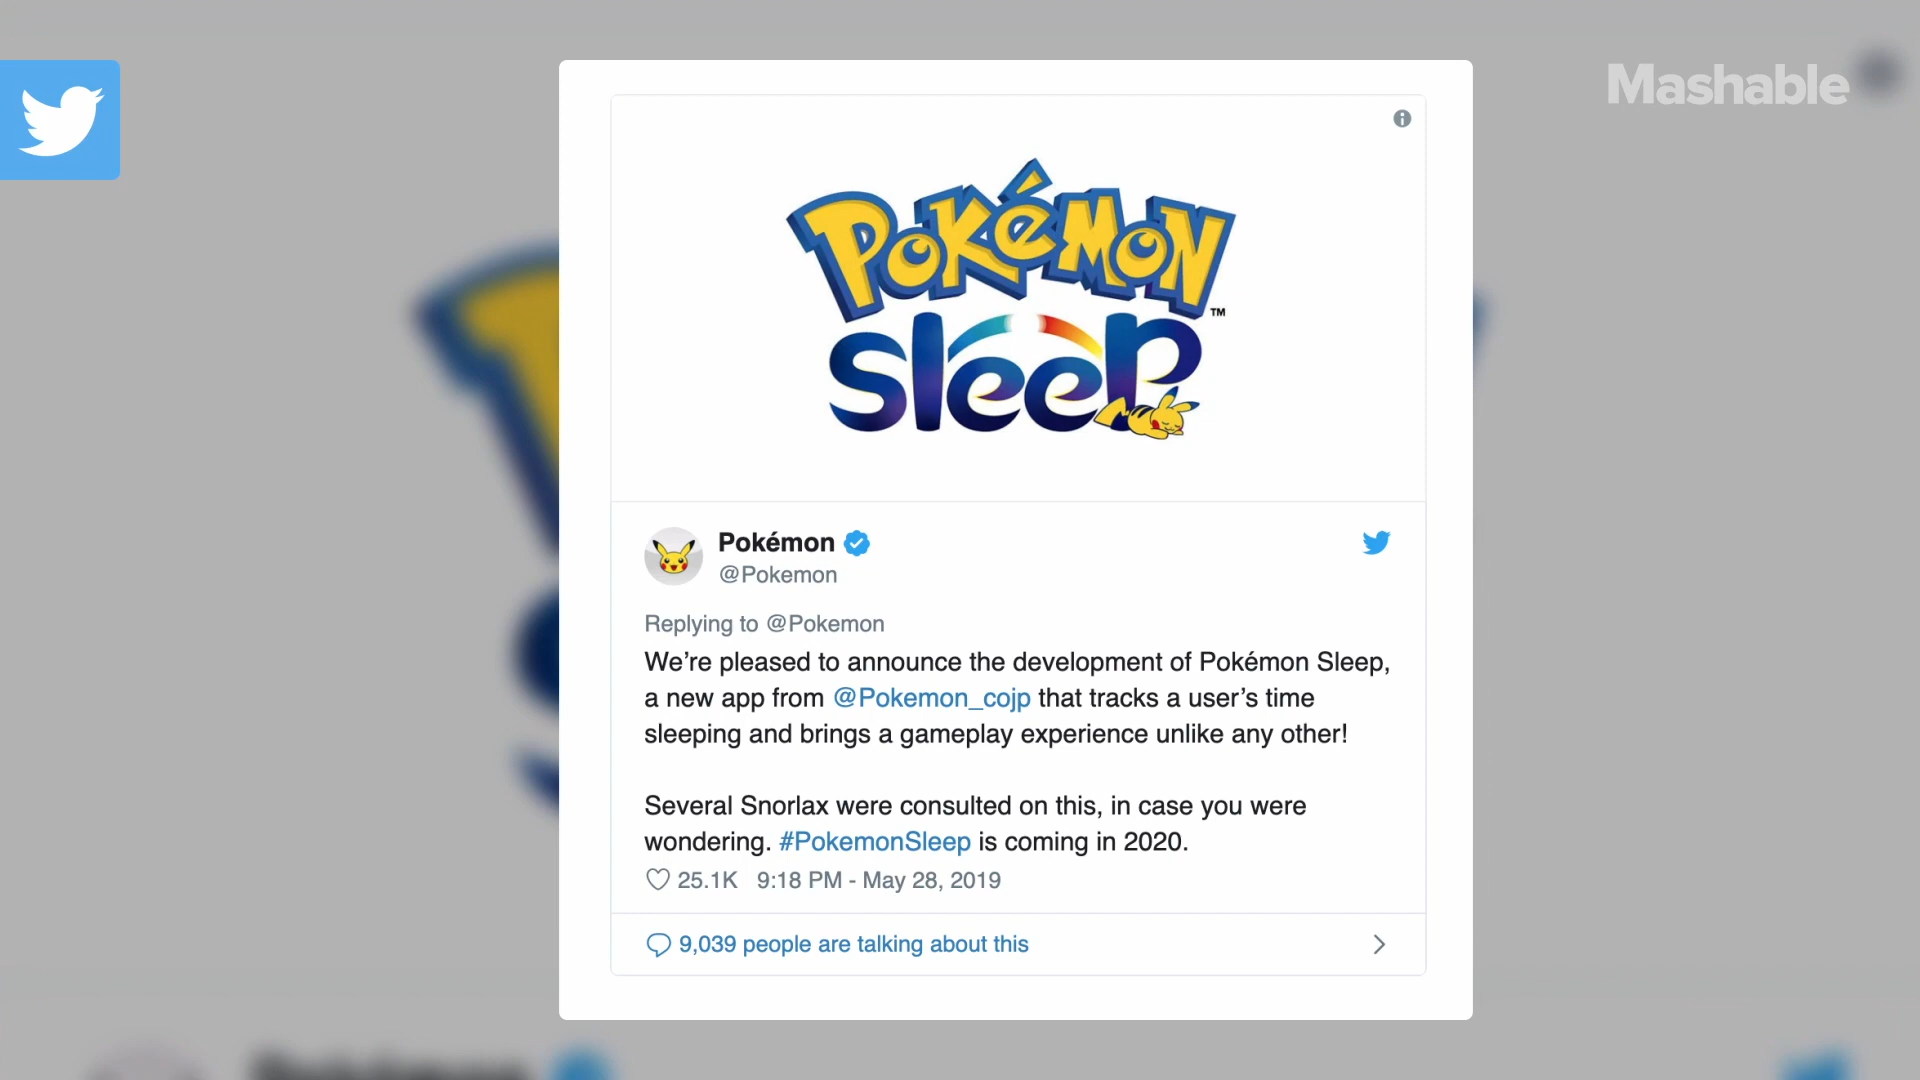 Mashable
POKéMON
sleep
TM
Pokémon
@Pokemon
Replying to @Pokemon
We’re pleased to announce the development of Pokémon Sleep,
a new app from @Pokemon_cojp that tracks a user’s time
sleeping and brings a gameplay experience unlike any other!
Several Snorlax were consulted on this, in case you were
wondering. #PokemonSleep is coming in 2020.
25.1K 9:18 PM - May 28, 2019
9,039 people are talking about this